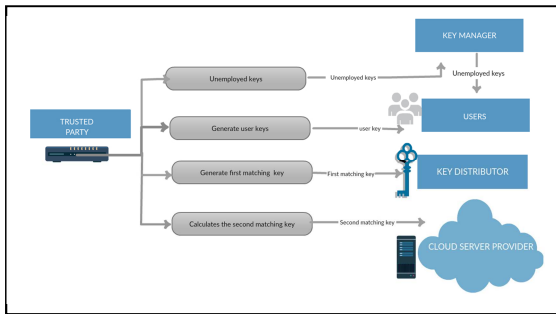 KEY MANAGER
Unemployed keys
Unemployed keys
Unemployed keys
TRUSTED
PARTY
Generate user keys
user key
USERS
Generate first matching key
First matching key
KEY DISTRIBUTOR
Calculates the second matching key
Second matching key
CLOUD SERVER PROVIDER